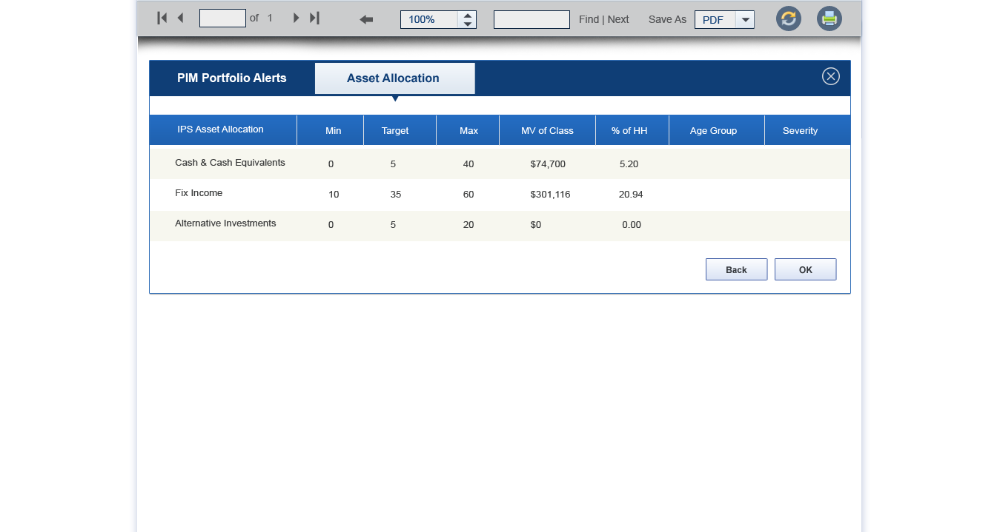 of 1 100% Find | Next Save As PDF
PIM Portfolio Alerts Asset Allocation
IPS Asset Allocation Min Target Max MV of Class % of HH Age Group Severity
Cash & Cash Equivalents 0 5 40 $74,700 5.20
Fix Income 10 35 60 $301,116 20.94
Alternative Investments 0 5 20 $0 0.00
Back OK